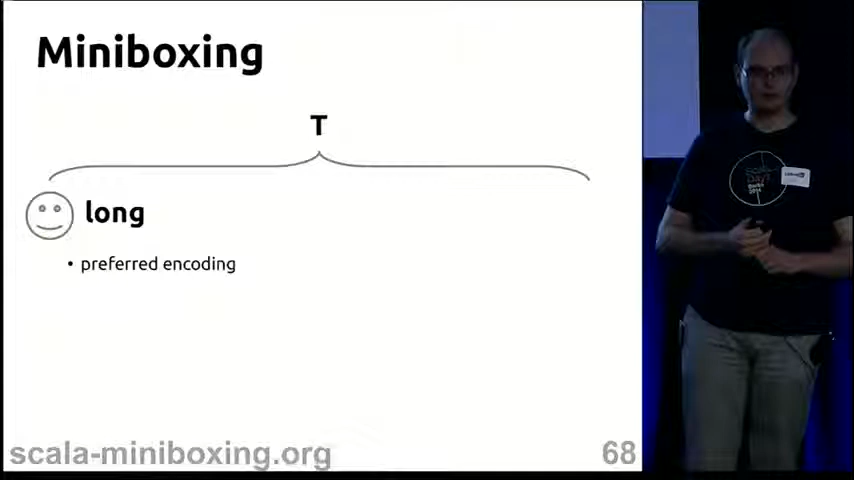 Miniboxing
T
long
• preferred encoding
scala-miniboxing.org
68